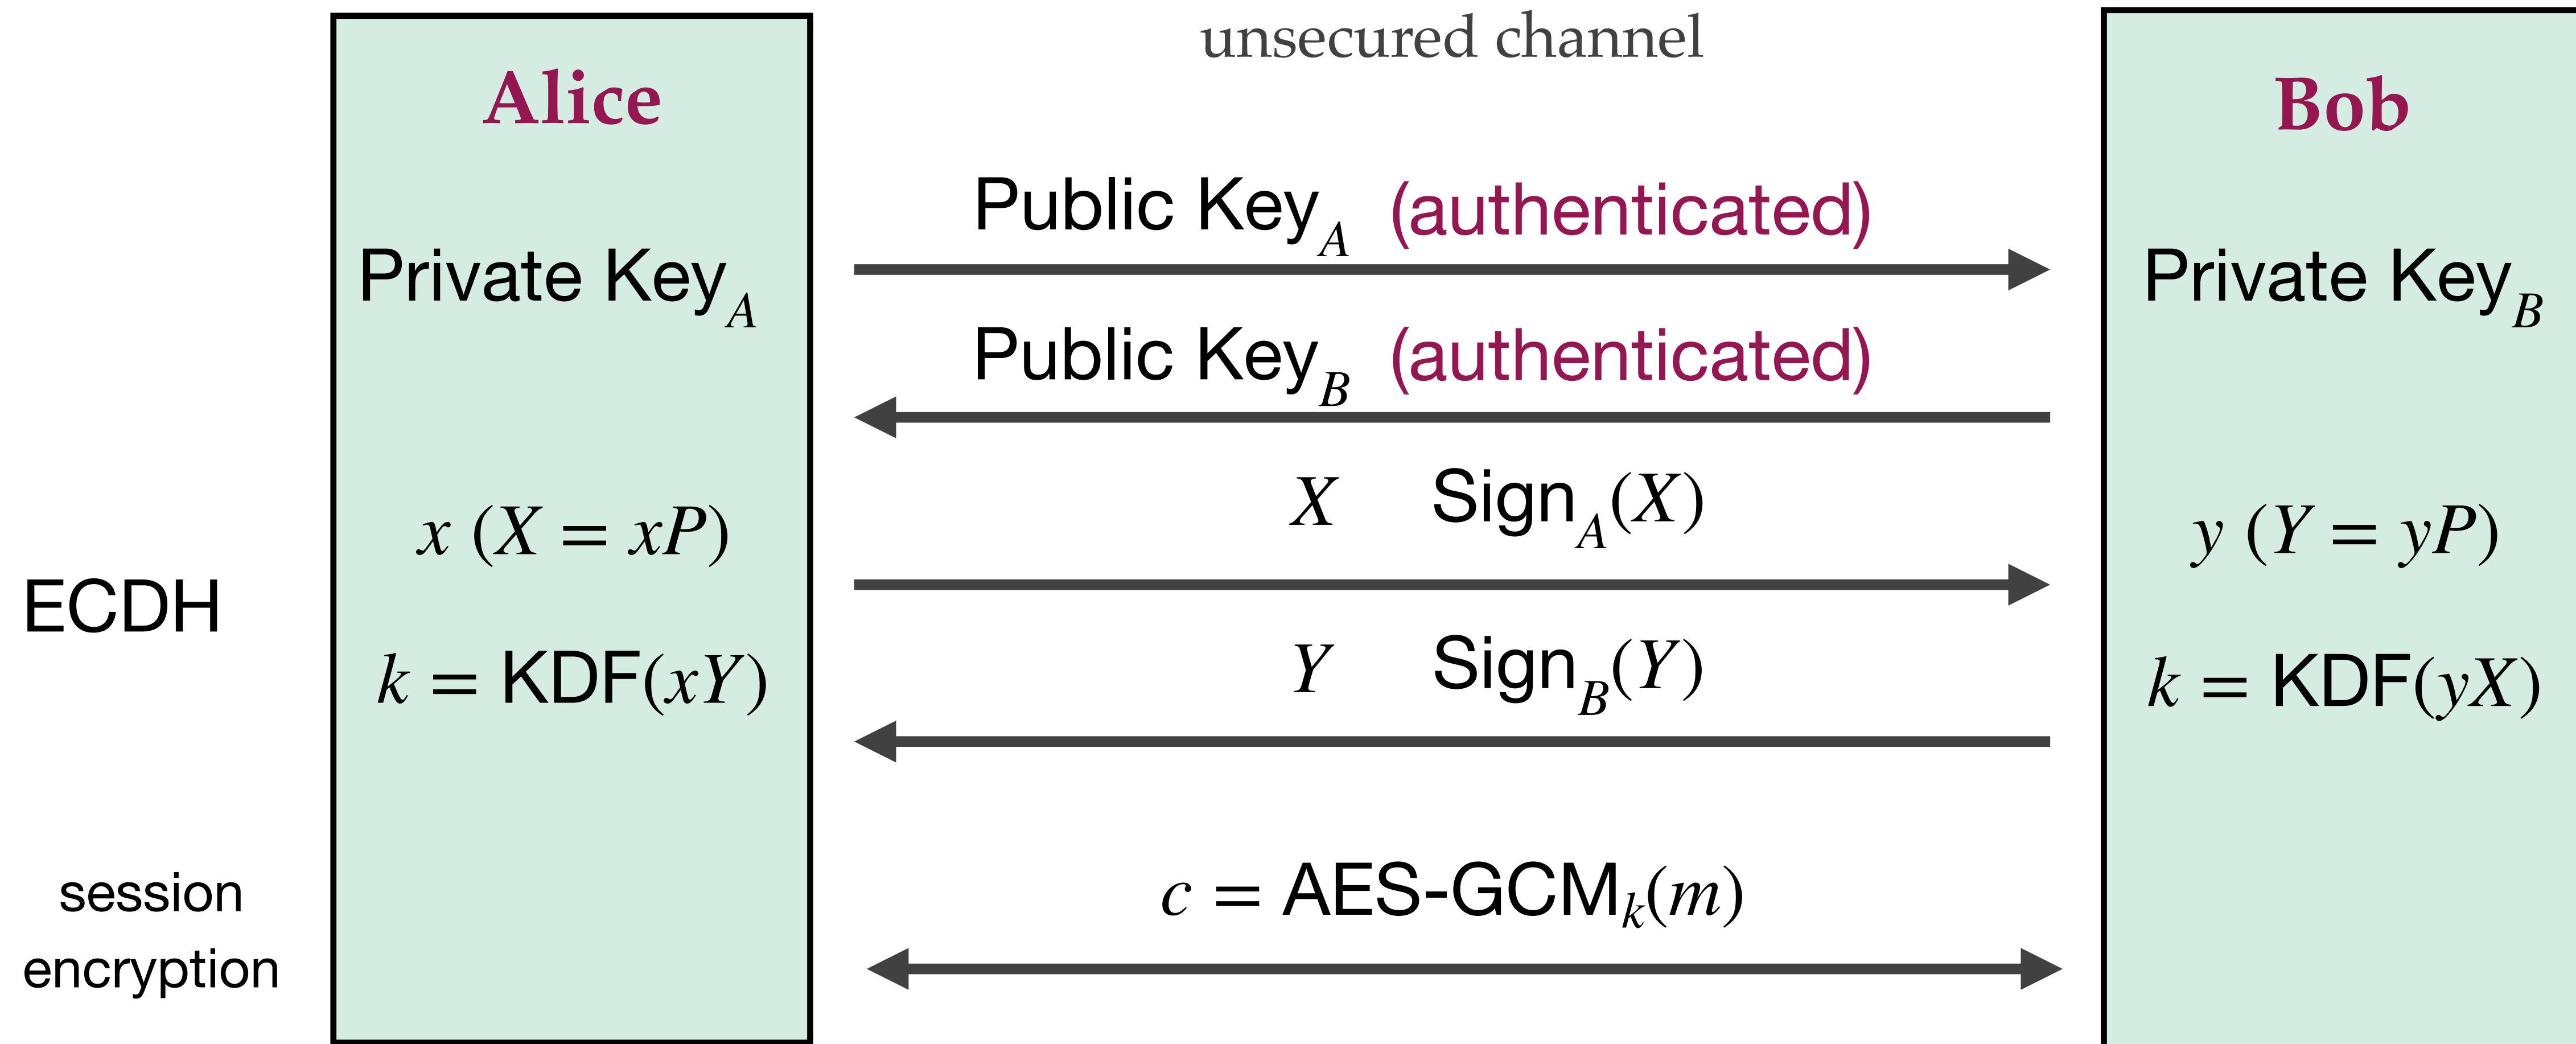 unsecured channel
Alice
Bob
Public Key_A (authenticated)
Private Key_A
Private Key_B
Public Key_B (authenticated)
X Sign_A(X)
x (X = xP)
y (Y = yP)
ECDH
Y Sign_B(Y)
k = KDF(xY)
k = KDF(yX)
session
encryption
c = AES-GCM_k(m)